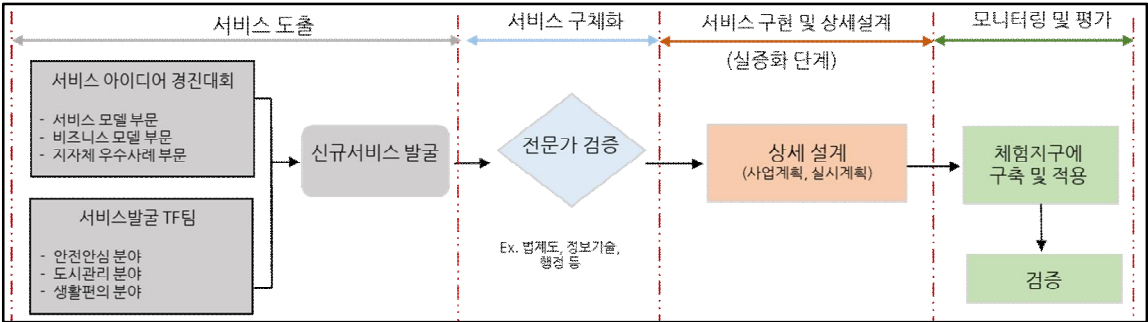 서비스 도출
서비스 구체화
서비스 구현 및 상세설계
(실증화 단계)
모니터링 및 평가
서비스 아이디어 경진대회
- 서비스 모델 부문
- 비즈니스 모델 부문
- 지자체 우수사례 부문
서비스발굴 TF팀
- 안전안심 분야
- 도시관리 분야
- 생활편의 분야
신규서비스 발굴
전문가 검증
Ex. 법제도, 정보기술,
행정 등
상세 설계
(사업계획, 실시계획)
체험지구에
구축 및 적용
검증